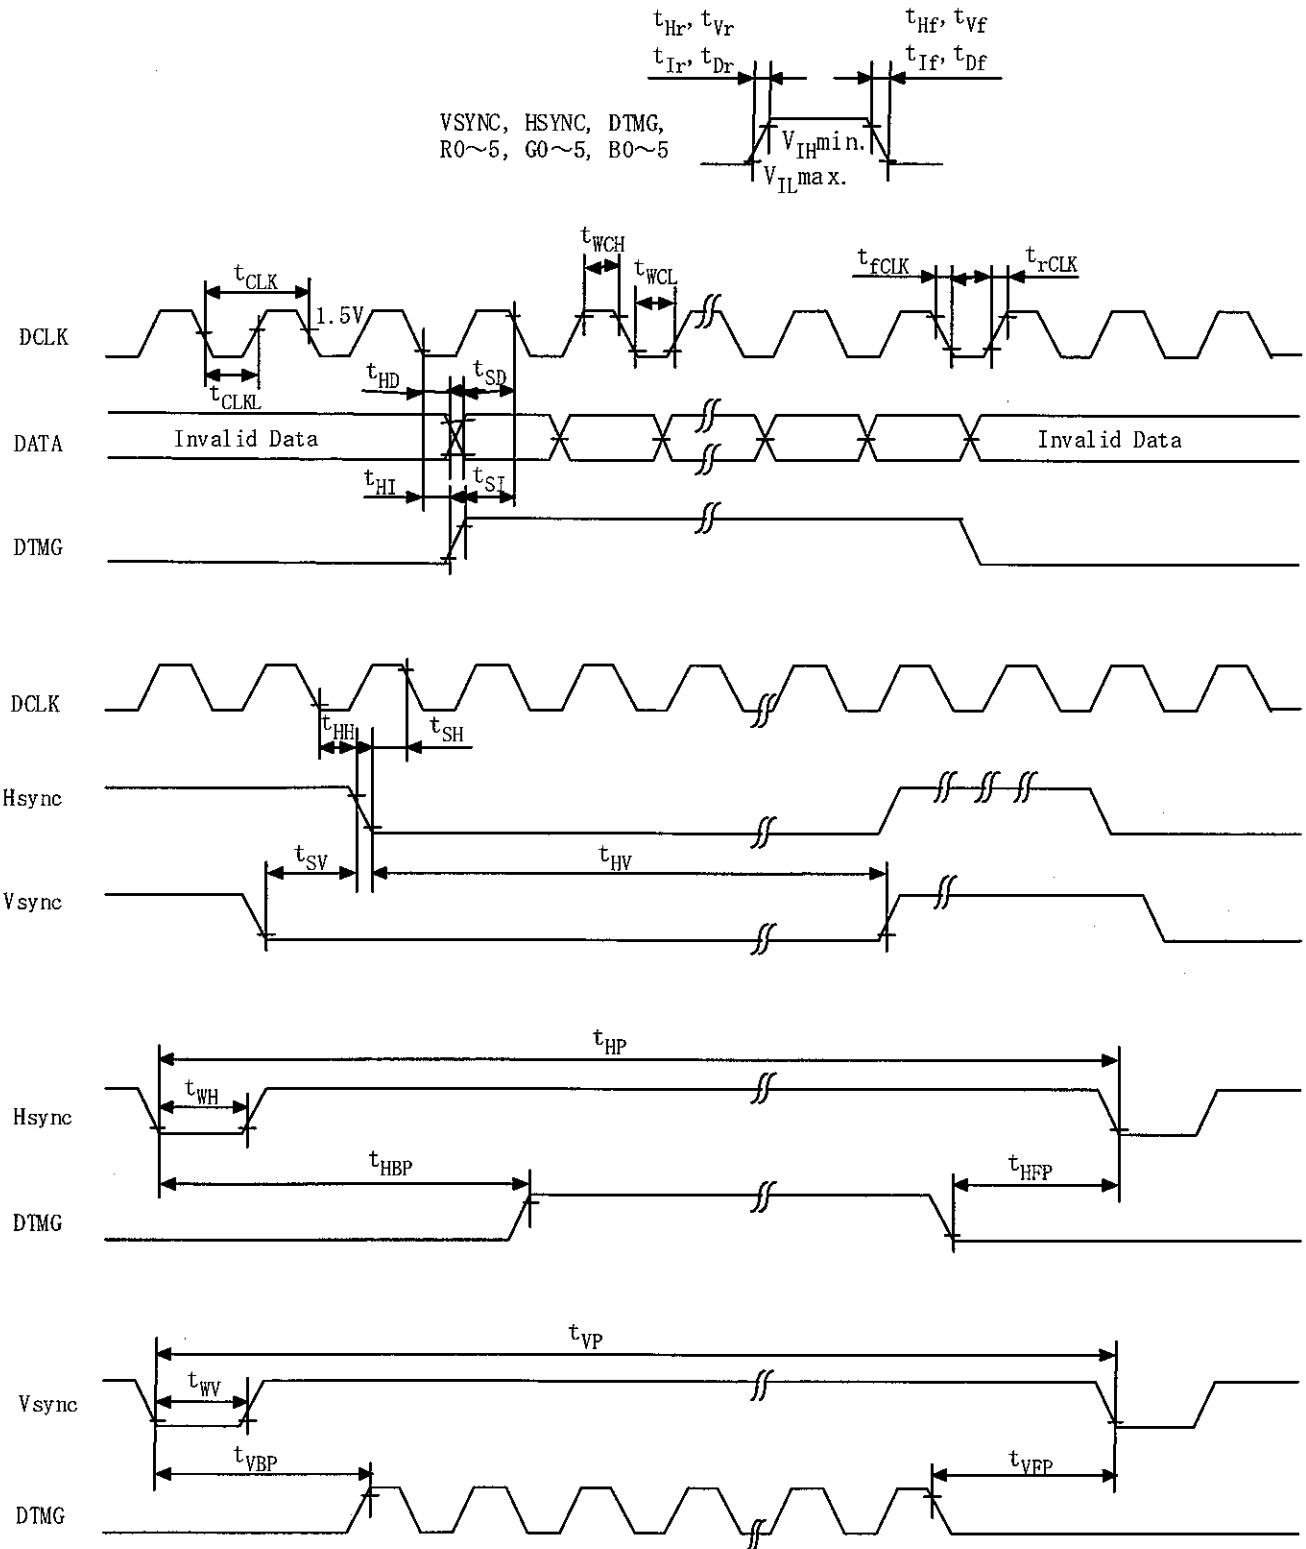 tHr, tVr
tIr, tDr
tHf, tVf
tIf, tDf
VSYNC, HSYNC, DTMG,
R0~5, G0~5, B0~5
VIHmin.
VILmax.
tCLK
tWCH
tWCL
tfCLK
trCLK
1.5V
DCLK
tCLKL
tHD
tSD
DATA
Invalid Data
Invalid Data
tHI
tSI
DTMG
DCLK
tHH
tSH
Hsync
tSV
tHV
Vsync
tHP
tWH
Hsync
tHBP
tHFP
DTMG
tVP
tWV
Vsync
tVBP
tVFP
DTMG